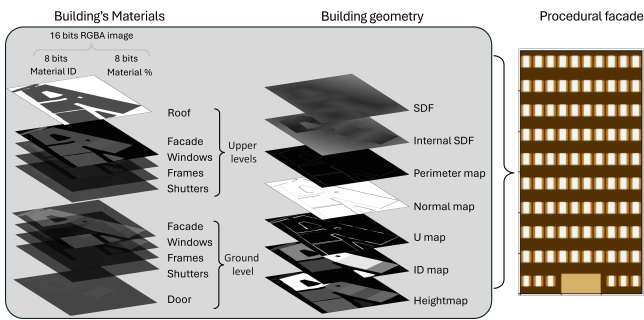 Building's Materials
Building geometry
Procedural facade
16 bits RGBA image
8 bits
Material ID
8 bits
Material %
Roof
Facade
Windows
Frames
Shutters
Upper
levels
Facade
Windows
Frames
Shutters
Door
Ground
level
SDF
Internal SDF
Perimeter map
Normal map
U map
ID map
Heightmap